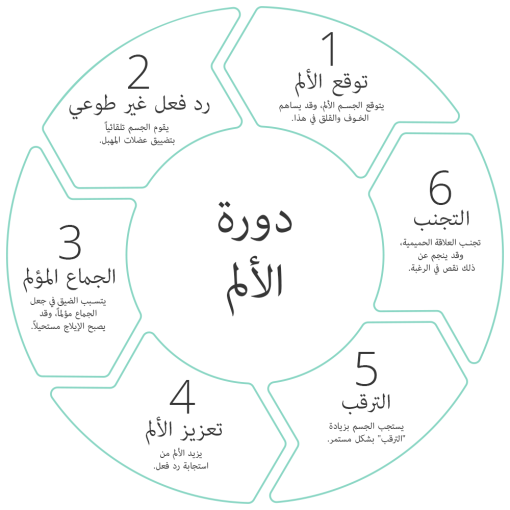 دورة
الألم
1
توقع الألم
يتوقع الجسم الألم، وقد يساهم
الخوف والقلق في هذا.
2
رد فعل غير طوعي
يقوم الجسم تلقائياً
بتضييق عضلات المهبل.
3
الجماع المؤلم
يتسبب الضيق في جعل
الجماع مؤلماً، وقد
يصبح الإيلاج مستحيلاً.
4
تعزيز الألم
يزيد الألم من
استجابة رد فعل.
5
الترقب
يستجب الجسم بزيادة
"الترقب" بشكل مستمر.
6
التجنب
تجنب العلاقة الحميمية،
وقد ينجم عن
ذلك نقص في الرغبة.